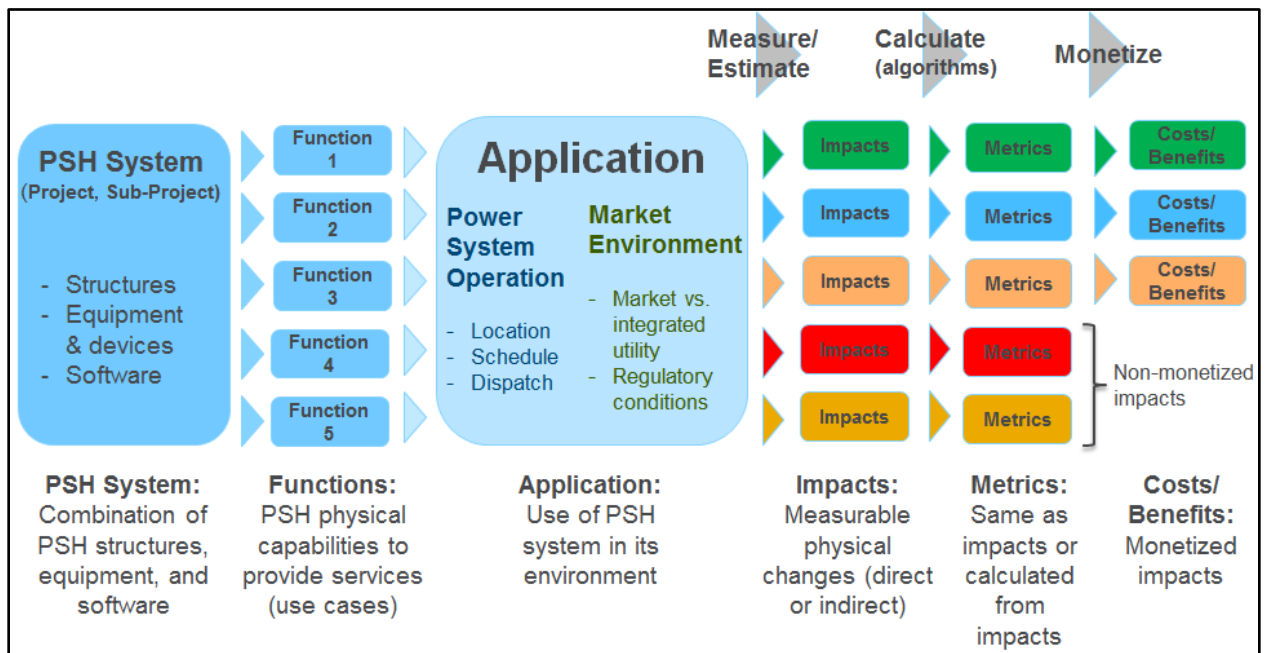 Measure/
Estimate
Calculate
(algorithms)
Monetize
PSH System
(Project, Sub-Project)
- Structures
- Equipment
& devices
- Software
Function
1
Function
2
Function
3
Function
4
Function
5
Application
Power
System
Operation
- Location
- Schedule
- Dispatch
Market
Environment
- Market vs.
integrated
utility
- Regulatory
conditions
Impacts
Metrics
Costs/
Benefits
Impacts
Metrics
Costs/
Benefits
Impacts
Metrics
Costs/
Benefits
Impacts
Metrics
Impacts
Metrics
Non-monetized
impacts
PSH System:
Combination of
PSH structures,
equipment, and
software
Functions:
PSH physical
capabilities to
provide services
(use cases)
Application:
Use of PSH
system in its
environment
Impacts:
Measurable
physical
changes (direct
or indirect)
Metrics:
Same as
impacts or
calculated
from
impacts
Costs/
Benefits:
Monetized
impacts